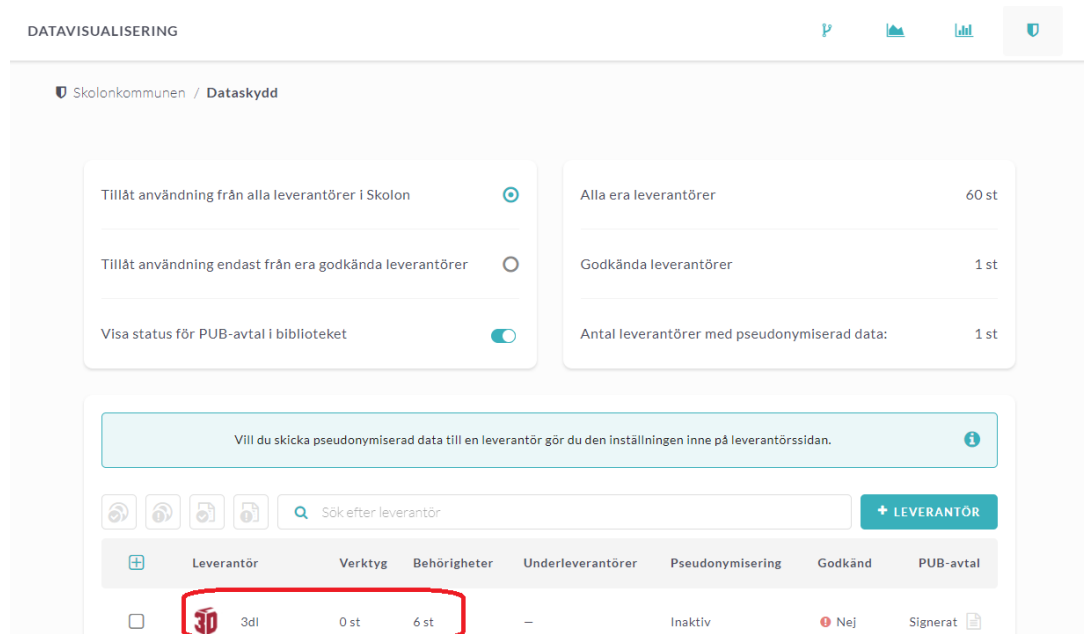 DATAVISUALISERING
Skolonkommunen / Dataskydd
Tillåt användning från alla leverantörer i Skolon
Tillåt användning endast från era godkända leverantörer
Visa status för PUB-avtal i biblioteket
Alla era leverantörer 60 st
Godkända leverantörer 1 st
Antal leverantörer med pseudonymiserad data: 1 st
Vill du skicka pseudonymiserad data till en leverantör gör du den inställningen inne på leverantörssidan.
Sök efter leverantör
+ LEVERANTÖR
Leverantör Verktyg Behörigheter Underleverantörer Pseudonymisering Godkänd PUB-avtal
3D 3dl 0 st 6 st – Inaktiv Nej Signerat